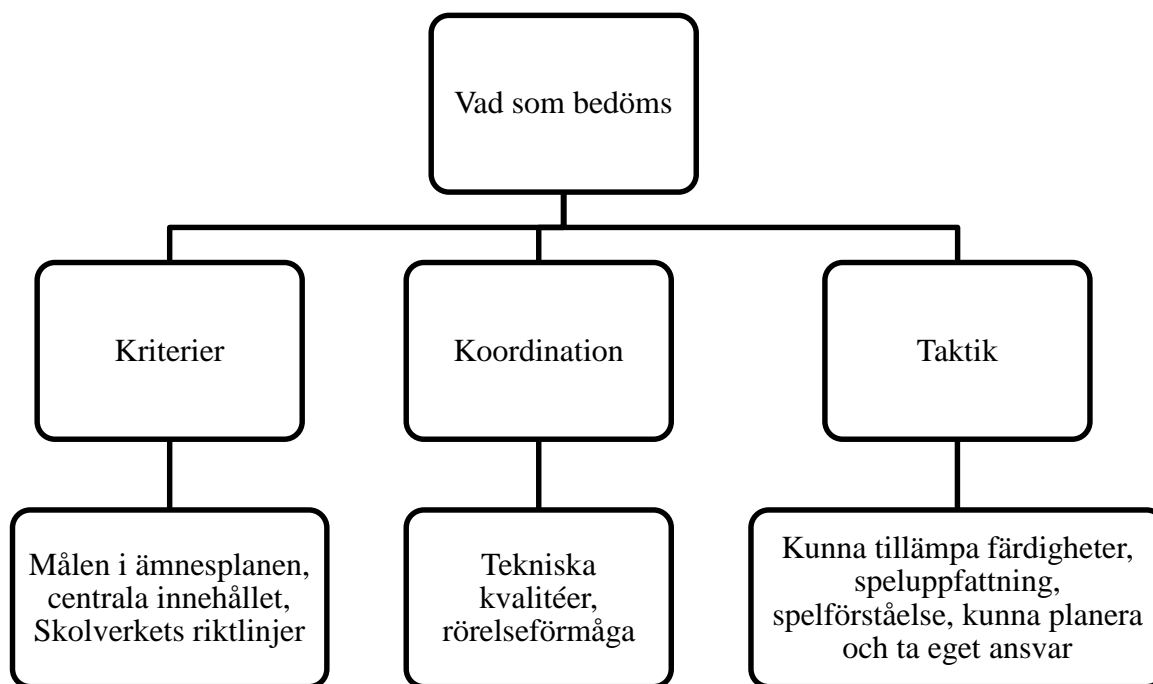 Vad som bedöms
Kriterier
Koordination
Taktik
Målen i ämnesplanen,
centrala innehållet,
Skolverkets riktlinjer
Tekniska
kvalitéer,
rörelseförmåga
Kunna tillämpa färdigheter,
speluppfattning,
spelförståelse, kunna planera
och ta eget ansvar